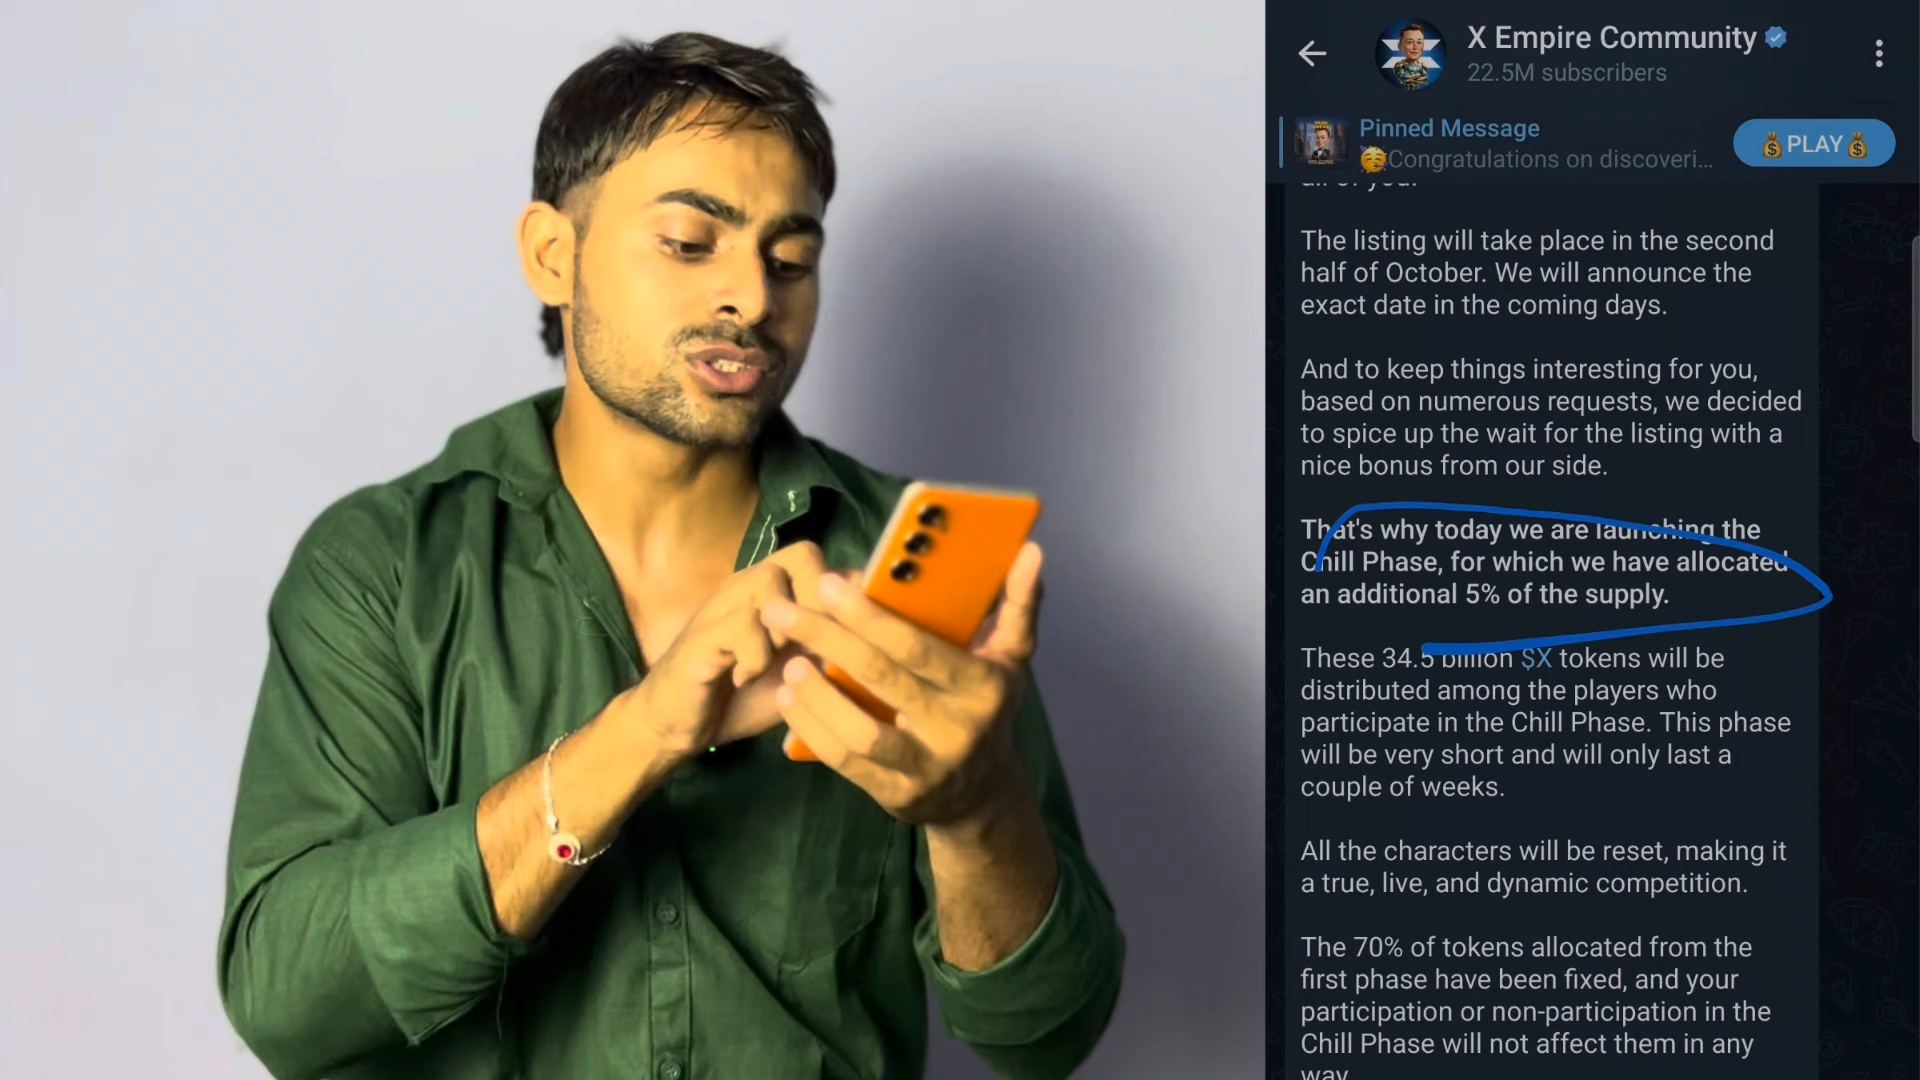 X Empire Community
22.5M subscribers
Pinned Message
🥳Congratulations on discoveri...
💰PLAY💰
all of you.
The listing will take place in the second
half of October. We will announce the
exact date in the coming days.
And to keep things interesting for you,
based on numerous requests, we decided
to spice up the wait for the listing with a
nice bonus from our side.
That's why today we are launching the
Chill Phase, for which we have allocated
an additional 5% of the supply.
These 34.5 billion $X tokens will be
distributed among the players who
participate in the Chill Phase. This phase
will be very short and will only last a
couple of weeks.
All the characters will be reset, making it
a true, live, and dynamic competition.
The 70% of tokens allocated from the
first phase have been fixed, and your
participation or non-participation in the
Chill Phase will not affect them in any
way.